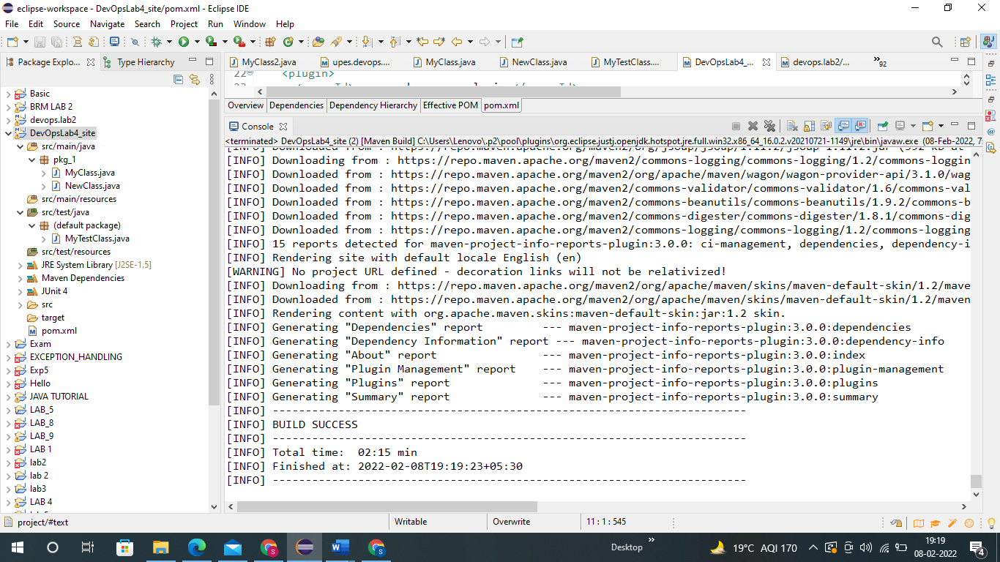 eclipse-workspace - DevOpsLab4_site/pom.xml - Eclipse IDE
File Edit Source Navigate Search Project Run Window Help
Package Explo... Type Hierarchy
MyClass2.java upes.devops.... MyClass.java NewClass.java MyTestClass.... DevOpsLab4_... devops.lab2/... »92
22 <plugin>
Overview Dependencies Dependency Hierarchy Effective POM pom.xml
Basic
BRM LAB 2
devops.lab2
DevOpsLab4_site
src/main/java
pkg_1
MyClass.java
NewClass.java
src/main/resources
src/test/java
(default package)
MyTestClass.java
src/test/resources
JRE System Library [J2SE-1.5]
Maven Dependencies
JUnit 4
src
target
pom.xml
Exam
EXCEPTION_HANDLING
Exp5
Hello
JAVA TUTORIAL
LAB_5
LAB_8
LAB_9
LAB 1
lab2
lab 2
lab3
LAB 4
Console
<terminated> DevOpsLab4_site (2) [Maven Build] C:\Users\Lenovo\.p2\pool\plugins\org.eclipse.justj.openjdk.hotspot.jre.full.win32.x86_64_16.0.2.v20210721-1149\jre\bin\javaw.exe (08-Feb-2022, 7:
[INFO] Downloaded from : https://repo.maven.apache.org/maven2/org/jsoup/jsoup/1.11.2/jsoup-1.11.2.jar (392 kB at
[INFO] Downloading from : https://repo.maven.apache.org/maven2/commons-logging/commons-logging/1.2/commons-loggin
[INFO] Downloaded from : https://repo.maven.apache.org/maven2/org/apache/maven/wagon/wagon-provider-api/3.1.0/wag
[INFO] Downloaded from : https://repo.maven.apache.org/maven2/commons-validator/commons-validator/1.6/commons-val
[INFO] Downloaded from : https://repo.maven.apache.org/maven2/commons-beanutils/commons-beanutils/1.9.2/commons-b
[INFO] Downloaded from : https://repo.maven.apache.org/maven2/commons-digester/commons-digester/1.8.1/commons-dig
[INFO] Downloaded from : https://repo.maven.apache.org/maven2/commons-logging/commons-logging/1.2/commons-logging
[INFO] 15 reports detected for maven-project-info-reports-plugin:3.0.0: ci-management, dependencies, dependency-i
[INFO] Rendering site with default locale English (en)
[WARNING] No project URL defined - decoration links will not be relativized!
[INFO] Downloading from : https://repo.maven.apache.org/maven2/org/apache/maven/skins/maven-default-skin/1.2/mave
[INFO] Downloaded from : https://repo.maven.apache.org/maven2/org/apache/maven/skins/maven-default-skin/1.2/maven
[INFO] Rendering content with org.apache.maven.skins:maven-default-skin:jar:1.2 skin.
[INFO] Generating "Dependencies" report --- maven-project-info-reports-plugin:3.0.0:dependencies
[INFO] Generating "Dependency Information" report --- maven-project-info-reports-plugin:3.0.0:dependency-info
[INFO] Generating "About" report --- maven-project-info-reports-plugin:3.0.0:index
[INFO] Generating "Plugin Management" report --- maven-project-info-reports-plugin:3.0.0:plugin-management
[INFO] Generating "Plugins" report --- maven-project-info-reports-plugin:3.0.0:plugins
[INFO] Generating "Summary" report --- maven-project-info-reports-plugin:3.0.0:summary
[INFO] ------------------------------------------------------------------------
[INFO] BUILD SUCCESS
[INFO] ------------------------------------------------------------------------
[INFO] Total time: 02:15 min
[INFO] Finished at: 2022-02-08T19:19:23+05:30
[INFO] ------------------------------------------------------------------------
project/#text Writable Overwrite 11 : 1 : 545
Desktop » 19°C AQI 170 19:19
08-02-2022 4